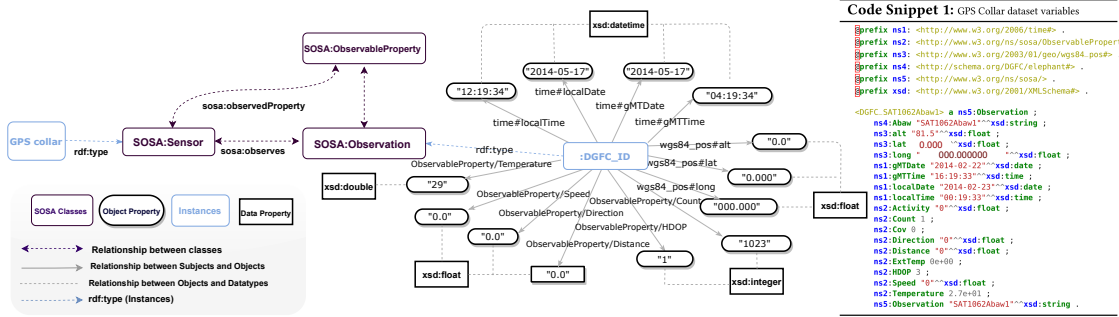 xsd:datetime
SOSA:ObservableProperty
"2014-05-17"
"2014-05-17"
"12:19:34"
time#localDate
time#gMTDate
"04:19:34"
sosa:observedProperty
time#localTime
time#gMTTime
GPS collar
rdf:type
SOSA:Sensor
sosa:observes
SOSA:Observation
rdf:type
:DGFC_ID
wgs84_pos#alt
"0.0"
ObservableProperty/Temperature
wgs84_pos#lat
"0.000"
xsd:double
"29"
ObservableProperty/Speed
wgs84_pos#long
ObservableProperty/Count
"000.000"
xsd:float
"0.0"
ObservableProperty/Direction
"0.0"
ObservableProperty/HDOP
ObservableProperty/Distance
"1023"
"1"
xsd:float
"0.0"
xsd:integer
SOSA Classes
Object Property
Instances
Data Property
Relationship between classes
Relationship between Subjects and Objects
Relationship between Objects and Datatypes
rdf:type (Instances)
Code Snippet 1: GPS Collar dataset variables
@prefix ns1: <http://www.w3.org/2006/time#> .
@prefix ns2: <http://www.w3.org/ns/sosa/ObservablePropert
@prefix ns3: <http://www.w3.org/2003/01/geo/wgs84_pos#>
@prefix ns4: <http://schema.org/DGFC/elephant#> .
@prefix ns5: <http://www.w3.org/ns/sosa/> .
@prefix xsd: <http://www.w3.org/2001/XMLSchema#> .
<DGFC:SAT1062Abaw1> a ns5:Observation ;
ns4:Abaw "SAT1062Abaw1"^^xsd:string ;
ns3:alt "81.5"^^xsd:float ;
ns3:lat 0.000 ^^xsd:float ;
ns3:long " 000.000000 ^^xsd:float ;
ns1:gMTDate "2014-02-22"^^xsd:date ;
ns1:gMTTime "16:19:33"^^xsd:time ;
ns1:localDate "2014-02-23"^^xsd:date ;
ns1:localTime "00:19:33"^^xsd:time ;
ns2:Activity "0"^^xsd:float ;
ns2:Count 1 ;
ns2:Cov 0 ;
ns2:Direction "0"^^xsd:float ;
ns2:Distance "0"^^xsd:float ;
ns2:ExtTemp 0e+00 ;
ns2:HDOP 3 ;
ns2:Speed "0"^^xsd:float ;
ns2:Temperature 2.7e+01 ;
ns5:Observation "SAT1062Abaw1"^^xsd:string .